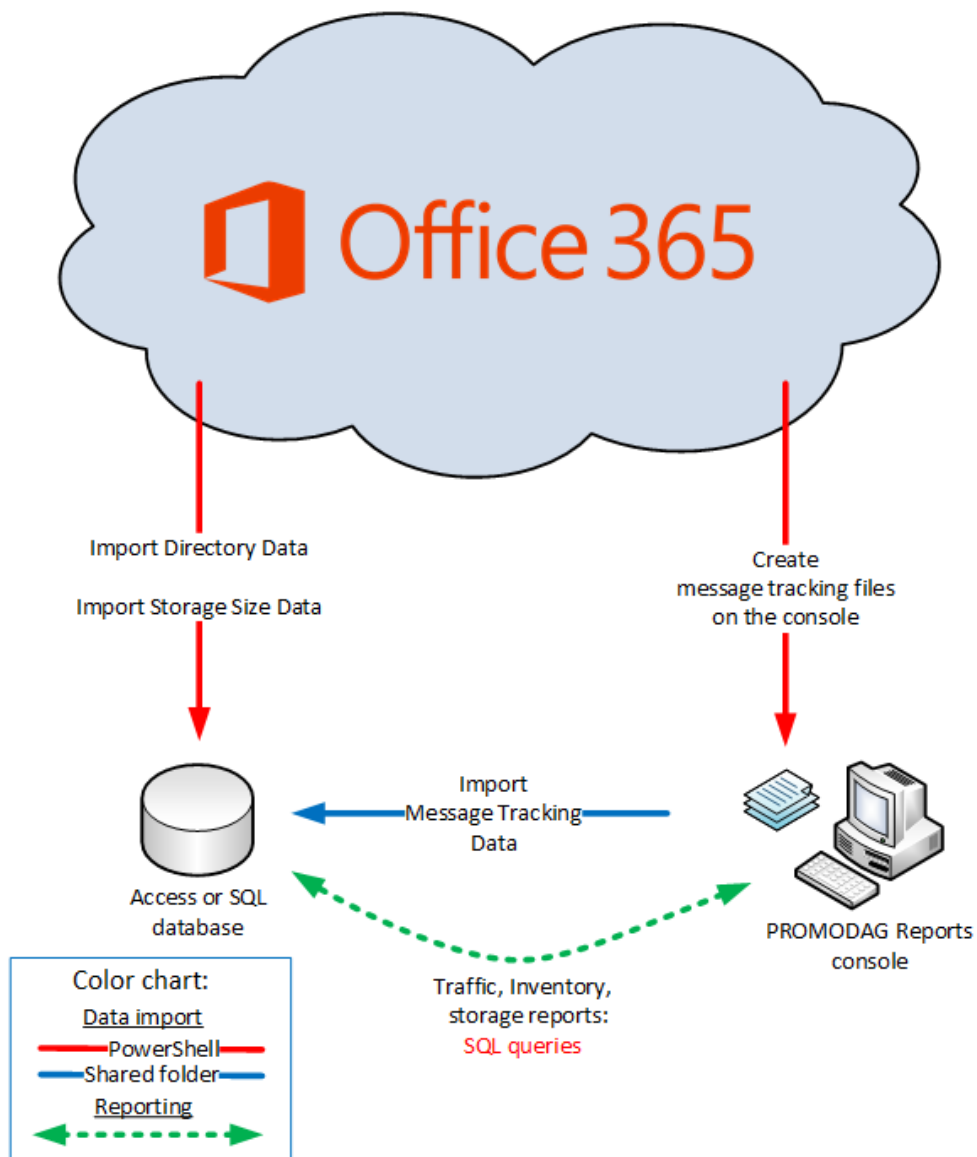 Office 365
Import Directory Data
Import Storage Size Data
Create
message tracking files
on the console
Import
Message Tracking
Data
Access or SQL
database
PROMODAG Reports
console
Traffic, Inventory,
storage reports:
SQL queries
Color chart:
Data import
PowerShell
Shared folder
Reporting